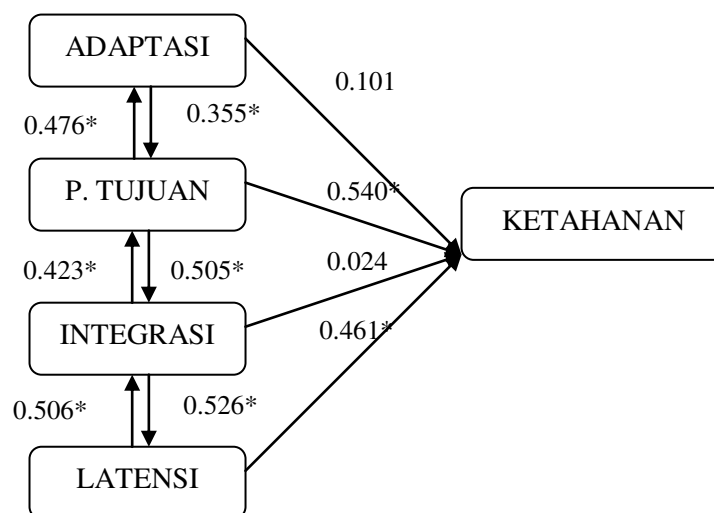 ADAPTASI
0.101
0.476*
0.355*
P. TUJUAN
0.540*
KETAHANAN
0.423*
0.505*
0.024
INTEGRASI
0.461*
0.506*
0.526*
LATENSI